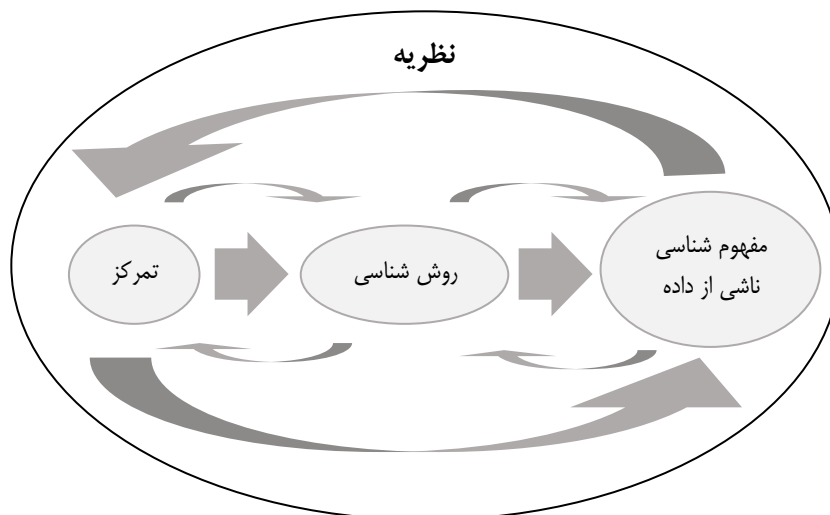 نظریه
تمرکز
روش شناسی
مفهوم شناسی
ناشی از داده